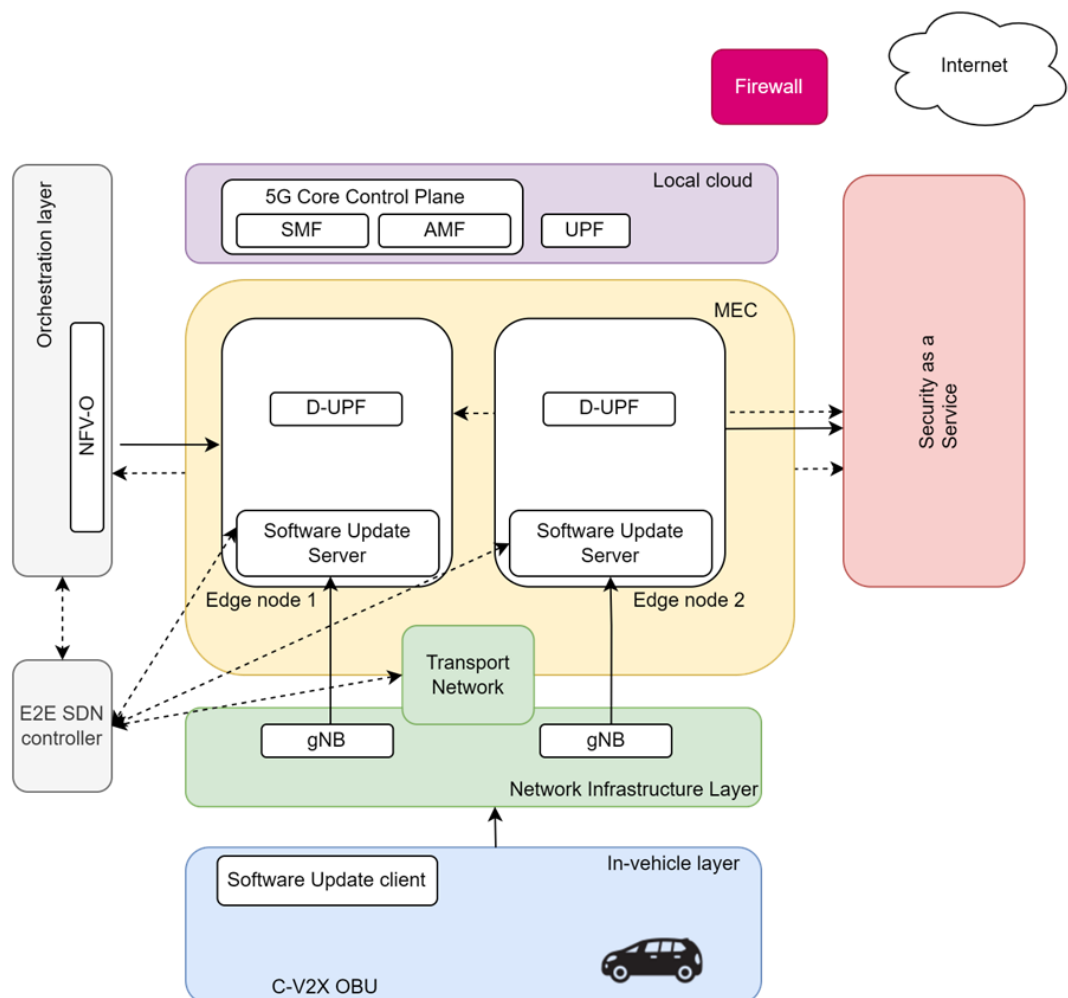 Internet
Firewall
Orchestration layer
NFV-O
Local cloud
5G Core Control Plane
SMF
AMF
UPF
MEC
D-UPF
D-UPF
Software Update
Server
Software Update
Server
Edge node 1
Edge node 2
Security as a
Service
E2E SDN
controller
Transport
Network
gNB
gNB
Network Infrastructure Layer
In-vehicle layer
Software Update client
C-V2X OBU